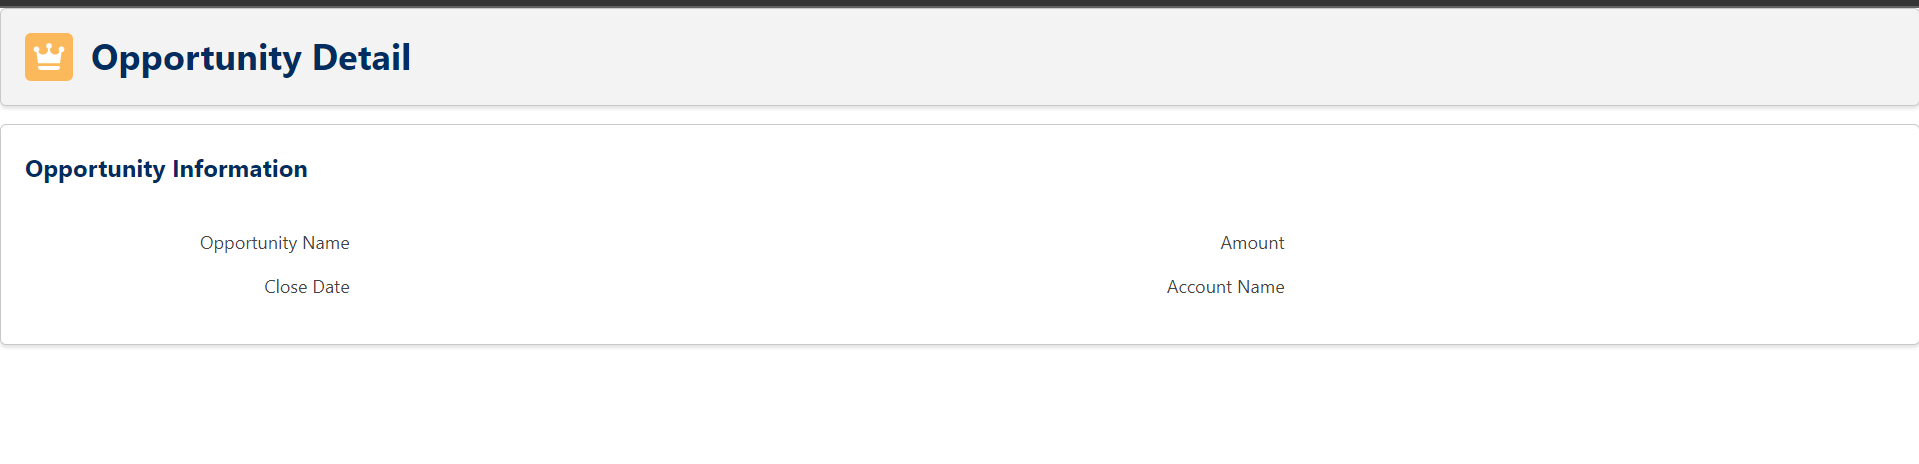 Opportunity Detail
Opportunity Information
Opportunity Name
Amount
Close Date
Account Name